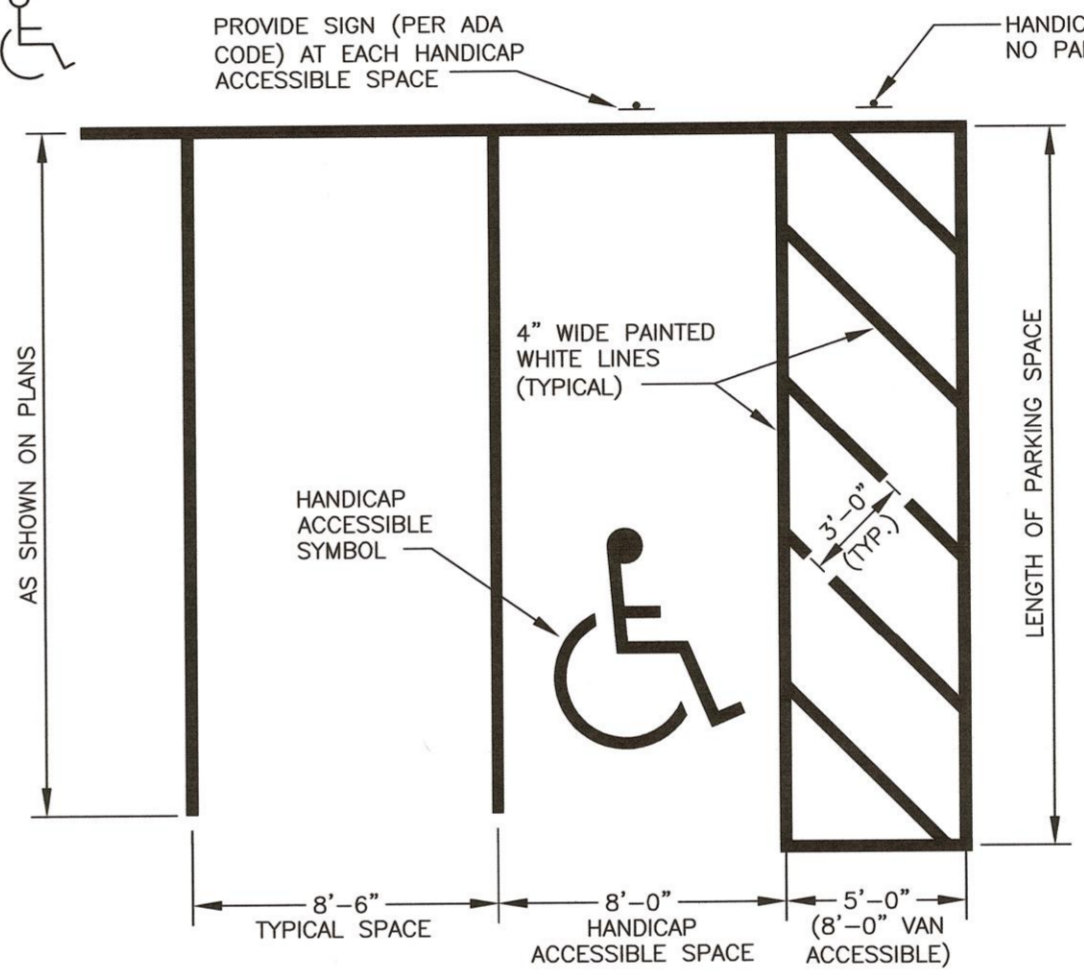 PROVIDE SIGN (PER ADA
CODE) AT EACH HANDICAP
ACCESSIBLE SPACE
NO
AS SHOWN ON PLANS
4" WIDE PAINTED
WHITE LINES
(TYPICAL)
HANDICAP
ACCESSIBLE
SYMBOL
3'-0"
(TYP.)
LENGTH OF PARKING SPACE
8'-6"
TYPICAL SPACE
8'-0"
HANDICAP
ACCESSIBLE SPACE
5'-0"
(8'-0" VAN
ACCESSIBLE)